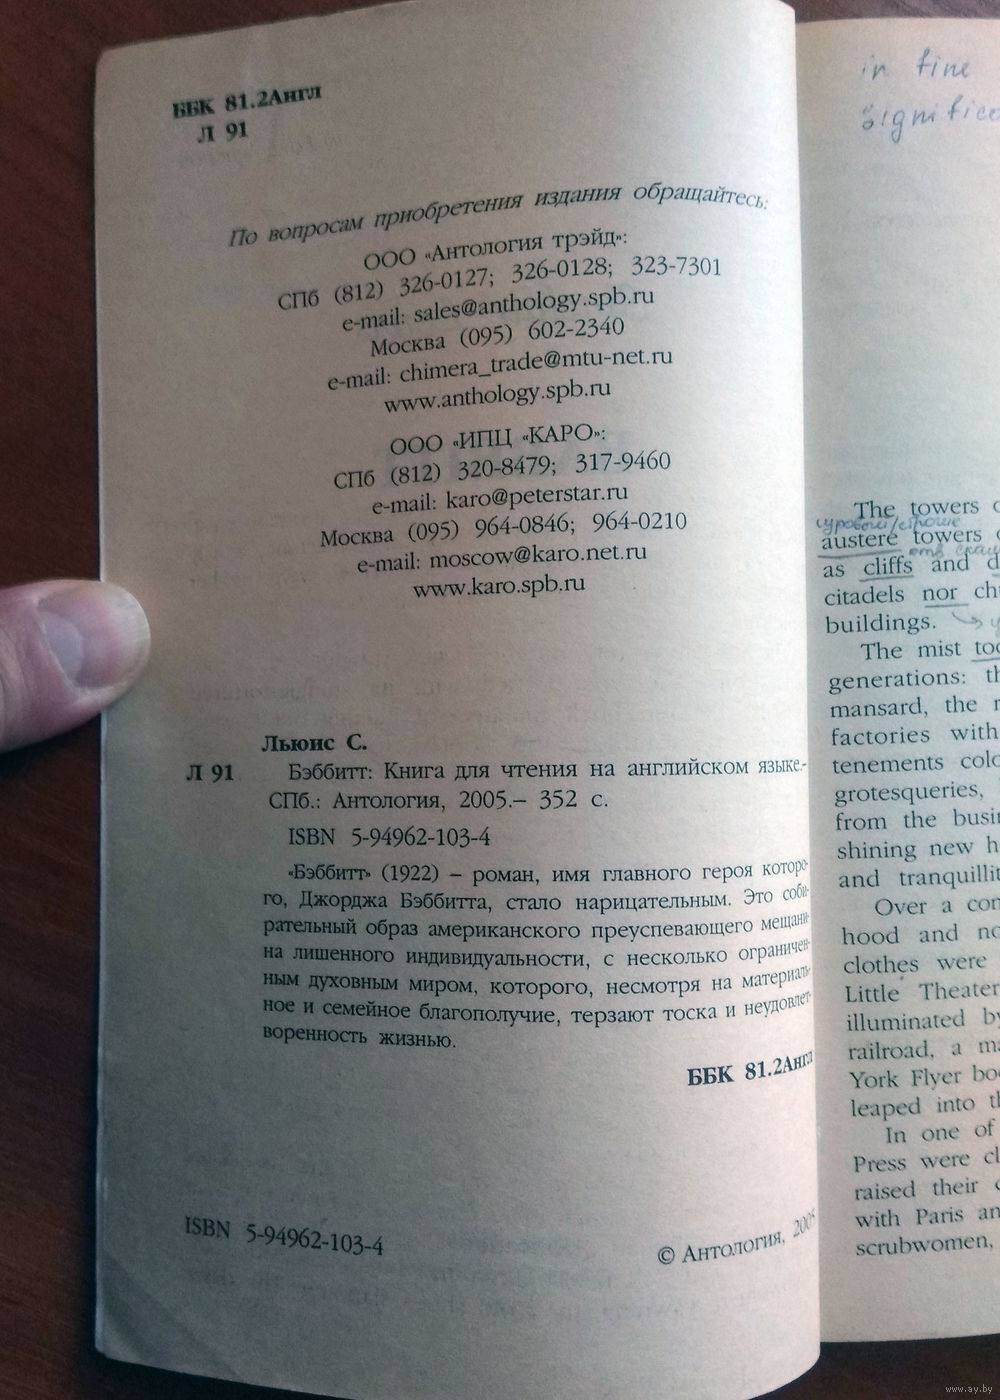 ББК 81.2Англ
Л 91
По вопросам приобретения издания обращайтесь:
ООО «Антология трэйд»:
СПб (812) 326-0127; 326-0128; 323-7301
e-mail: sales@anthology.spb.ru
Москва (095) 602-2340
e-mail: chimera_trade@mtu-net.ru
www.anthology.spb.ru
ООО «ИПЦ «КАРО»:
СПб (812) 320-8479; 317-9460
e-mail: karo@peterstar.ru
Москва (095) 964-0846; 964-0210
e-mail: moscow@karo.net.ru
www.karo.spb.ru
Льюис С.
Л 91 Бэббитт: Книга для чтения на английском языке.–
СПб.: Антология, 2005.– 352 с.
ISBN 5-94962-103-4
«Бэббитт» (1922) – роман, имя главного героя которо-
го, Джорджа Бэббитта, стало нарицательным. Это соби-
рательный образ американского преуспевающего мещани-
на лишенного индивидуальности, с несколько ограничен-
ным духовным миром, которого, несмотря на материаль-
ное и семейное благополучие, терзают тоска и неудовлет-
воренность жизнью.
ББК 81.2Англ
ISBN 5-94962-103-4
© Антология, 2005
in fine
The towers
austere towers
as cliffs and
citadels nor
buildings.
The mist
generations:
mansard, the
factories with
tenements
grotesqueries,
from the
shining new
and tranquillit
Over a
hood and
clothes were
Little Theater
illuminated
railroad, a
York Flyer
leaped into
In one of
Press were
raised their
with Paris
scrubwomen,
www.ay.by